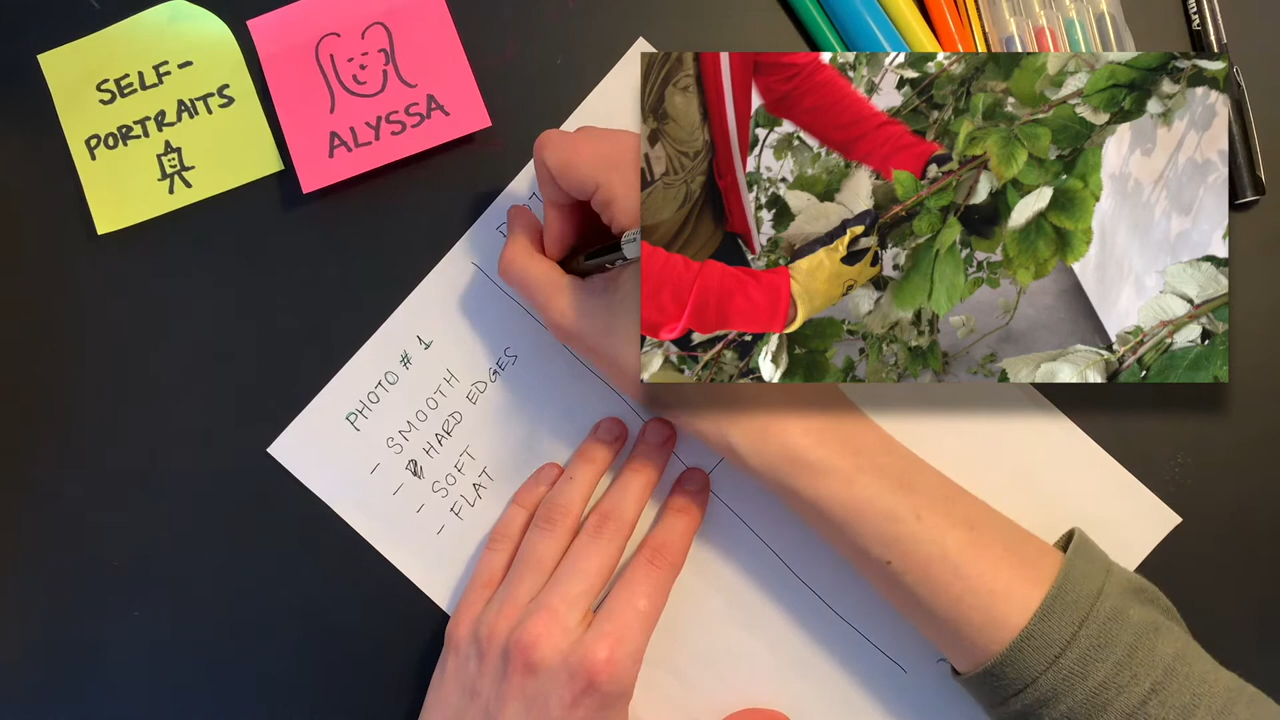 SELF-
PORTRAITS
ALYSSA
PHOTO # 1
- SMOOTH
- HARD EDGES
- SOFT
- FLAT